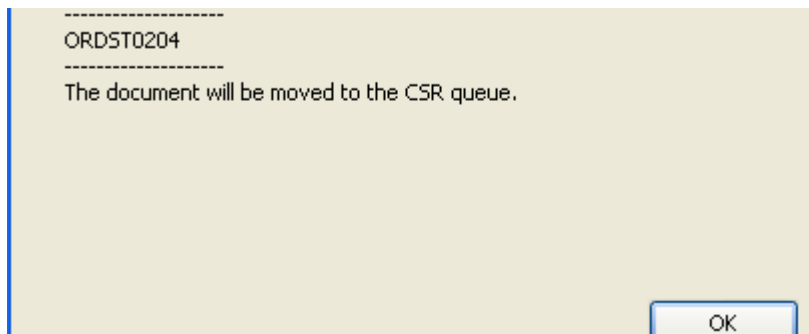 --------------------
ORDST0204
--------------------
The document will be moved to the CSR queue.
OK